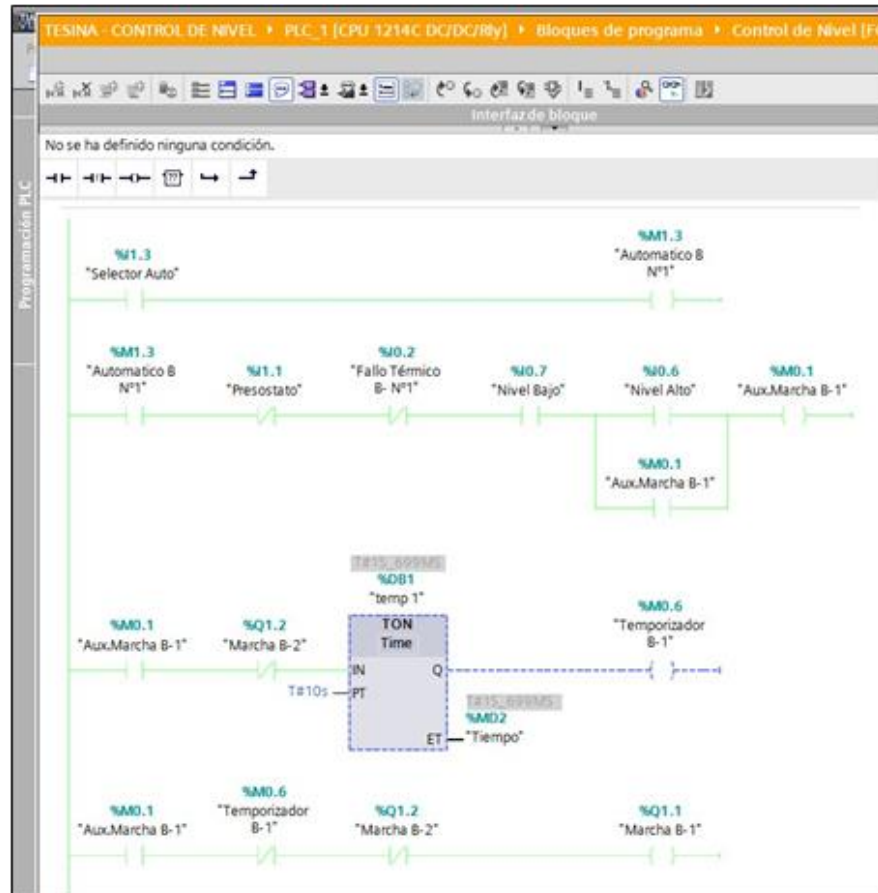 TESINA - CONTROL DE NIVEL ▸ PLC_1 [CPU 1214C DC/DC/Rly] ▸ Bloques de programa ▸ Control de Nivel [F
Interfaz de bloque
No se ha definido ninguna condición.
Programación PLC
%I1.3
"Selector Auto"
%M1.3
"Automatico B
Nº1"
%M1.3
"Automatico B
Nº1"
%I1.1
"Presostato"
%I0.2
"Fallo Térmico
B- Nº1"
%I0.7
"Nivel Bajo"
%I0.6
"Nivel Alto"
%M0.1
"Aux.Marcha B-1"
%M0.1
"Aux.Marcha B-1"
T#1S_699MS
%DB1
"temp 1"
TON
Time
%M0.1
"Aux.Marcha B-1"
%Q1.2
"Marcha B-2"
%M0.6
"Temporizador
B-1"
IN
Q
T#10s
PT
T#1S_699MS
%MD2
ET
"Tiempo"
%M0.1
"Aux.Marcha B-1"
%M0.6
"Temporizador
B-1"
%Q1.2
"Marcha B-2"
%Q1.1
"Marcha B-1"